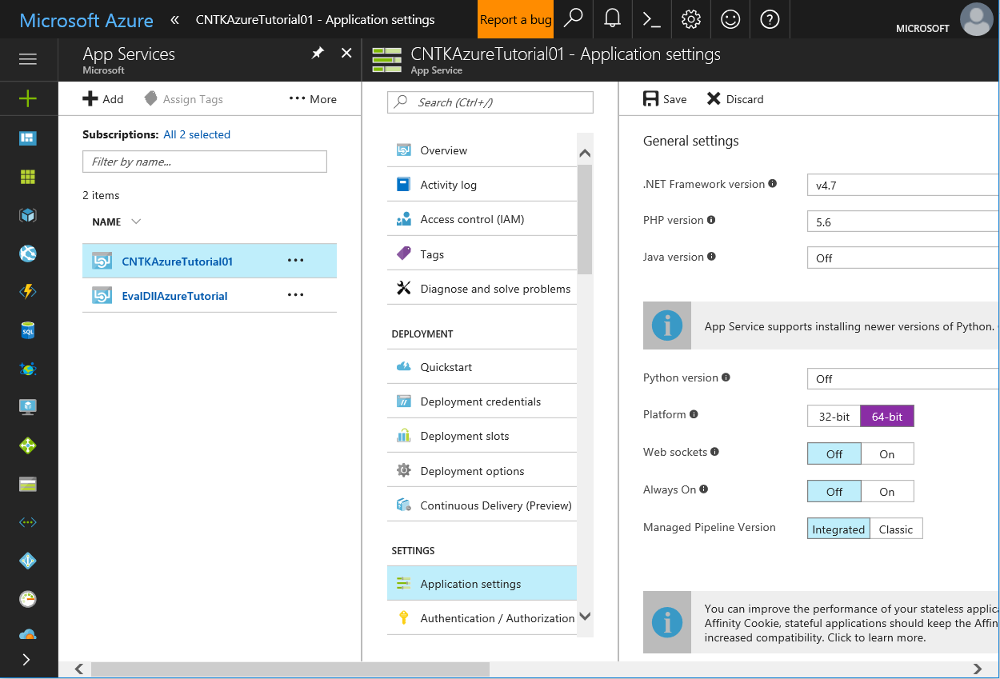 Microsoft Azure « CNTKAzureTutorial01 - Application settings
Report a bug
MICROSOFT
App Services
Microsoft
Add
Assign Tags
More
Subscriptions: All 2 selected
Filter by name...
2 items
NAME
CNTKAzureTutorial01
EvalDllAzureTutorial
CNTKAzureTutorial01 - Application settings
App Service
Search (Ctrl+/)
Overview
Activity log
Access control (IAM)
Tags
Diagnose and solve problems
DEPLOYMENT
Quickstart
Deployment credentials
Deployment slots
Deployment options
Continuous Delivery (Preview)
SETTINGS
Application settings
Authentication / Authorization
Save
Discard
General settings
.NET Framework version
v4.7
PHP version
5.6
Java version
Off
App Service supports installing newer versions of Python.
Python version
Off
Platform
32-bit
64-bit
Web sockets
Off
On
Always On
Off
On
Managed Pipeline Version
Integrated
Classic
You can improve the performance of your stateless applica
Affinity Cookie, stateful applications should keep the Affin
increased compatibility. Click to learn more.
SQL